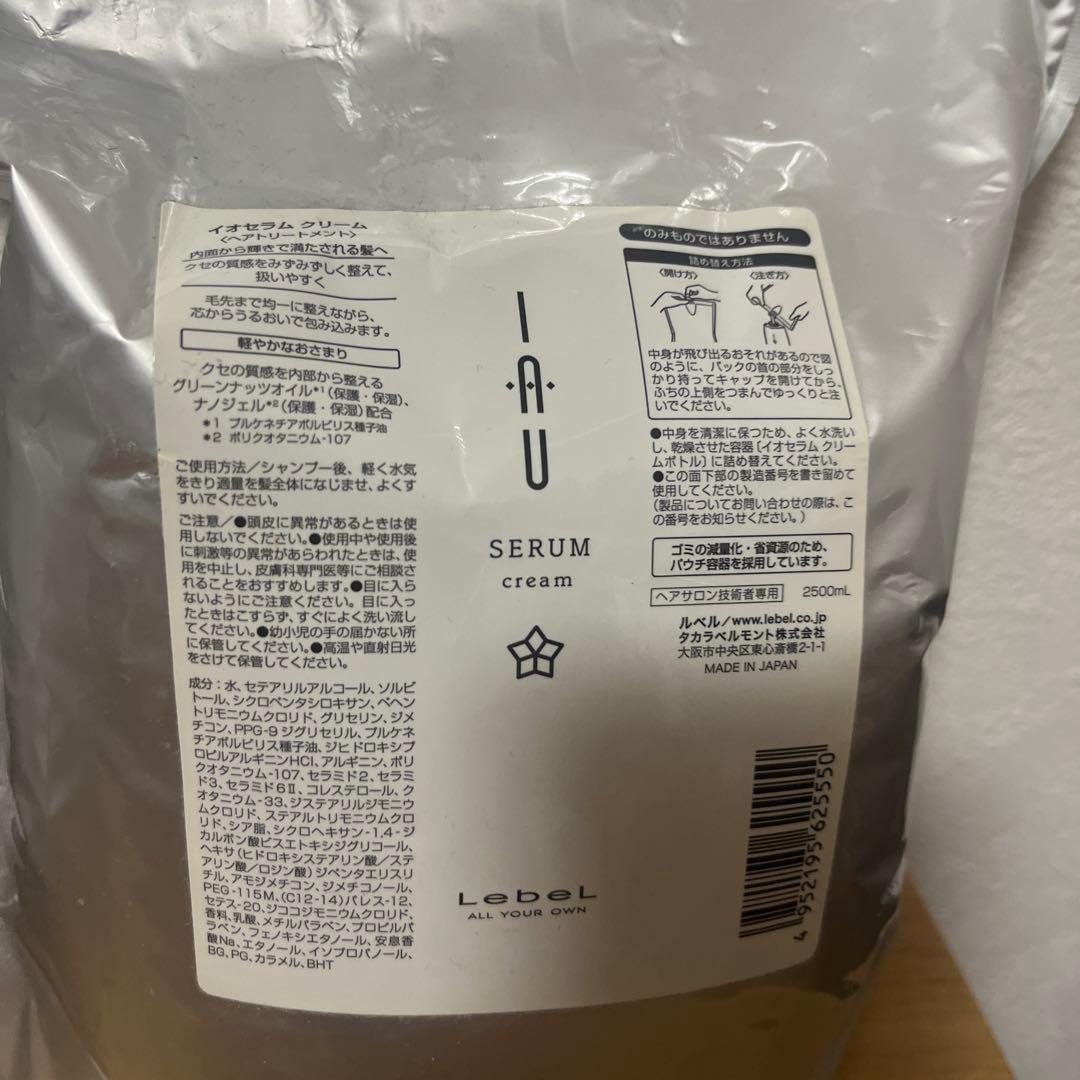 イオセラム クリーム
〈ヘアトリートメント〉
内面から輝きで満たされる髪へ
クセの質感をみずみずしく整えて、
扱いやすく
毛先まで均一に整えながら、
芯からうるおいで包み込みます。
軽やかなおさまり
クセの質感を内部から整える
グリーンナッツオイル*1(保護・保湿)、
ナノジェル*2(保護・保湿)配合
*1 プルケネチアボルビリス種子油
*2 ポリクオタニウム-107
ご使用方法/シャンプー後、軽く水気
をきり適量を髪全体になじませ、よくす
すいでください。
ご注意/●頭皮に異常があるときは使
用しないでください。●使用中や使用後
に刺激等の異常があらわれたときは、使
用を中止し、皮膚科専門医等にご相談さ
れることをおすすめします。●目に入ら
ないようにご注意ください。目に入っ
たときはこすらず、すぐによく洗い流し
てください。●幼小児の手の届かない所
に保管してください。●高温や直射日光
をさけて保管してください。
成分:水、セテアリルアルコール、ソルビ
トール、シクロペンタシロキサン、ベヘン
トリモニウムクロリド、グリセリン、ジメ
チコン、PPG-9ジグリセリル、プルケネ
チアボルビリス種子油、ジヒドロキシプ
ロピルアルギニンHCl、アルギニン、ポリ
クオタニウム-107、セラミド2、セラミ
ド3、セラミド6Ⅱ、コレステロール、ク
オタニウム-33、ジステアリルジモニウ
ムクロリド、ステアルトリモニウムクロ
リド、シア脂、シクロヘキサン-1,4-ジ
カルボン酸ビスエトキシジグリコール、
ヘキサ(ヒドロキシステアリン酸/ステ
アリン酸/ロジン酸)ジペンタエリスリ
チル、アモジメチコン、ジメチコノール、
PEG-115M、(C12-14)パレス-12、
セテス-20、ジココジモニウムクロリド、
香料、乳酸、メチルパラベン、プロピルパ
ラベン、フェノキシエタノール、安息香
酸Na、エタノール、イソプロパノール、
BG、PG、カラメル、BHT
IAU
SERUM
cream
LebeL
ALL YOUR OWN
のみものではありません
詰め替え方法
〈開け方〉 〈注ぎ方〉
中身が飛び出るおそれがあるので図
のように、パックの首の部分をしっ
かり持ってキャップを開けてから、
ふちの上側をつまんでゆっくりと注
いでください。
●中身を清潔に保つため、よく水洗い
し、乾燥させた容器〔イオセラム クリー
ムボトル〕に詰め替えてください。
●この面下部の製造番号を書き留めて
使用してください。
(製品についてお問い合わせの際は、こ
の番号をお知らせください。)
ゴミの減量化・省資源のため、
パウチ容器を採用しています。
ヘアサロン技術者専用 2500mL
ルベル/www.lebel.co.jp
タカラベルモント株式会社
大阪市中央区東心斎橋2-1-1
MADE IN JAPAN
4 952195 625550